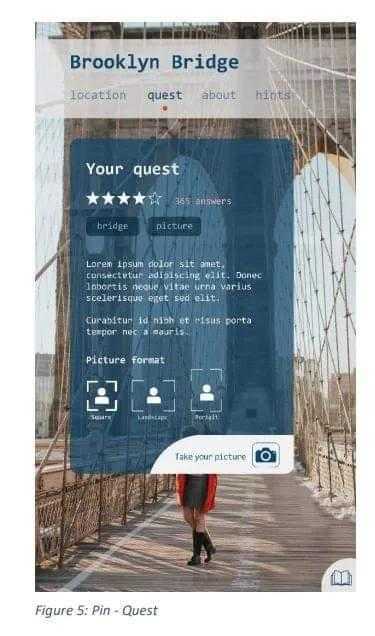 Brooklyn Bridge
location quest about hints
Your quest
365 answers
bridge picture
Lorem ipsum dolor sit amet,
consectetur adipiscing elit. Donec
lobortis neque vitae urna varius
scelerisque eget sed elit.
Curabitur id nibh et risus porta
tempor nec a mauris.
Picture format
Square Landscape
Take your picture
Figure 5: Pin - Quest